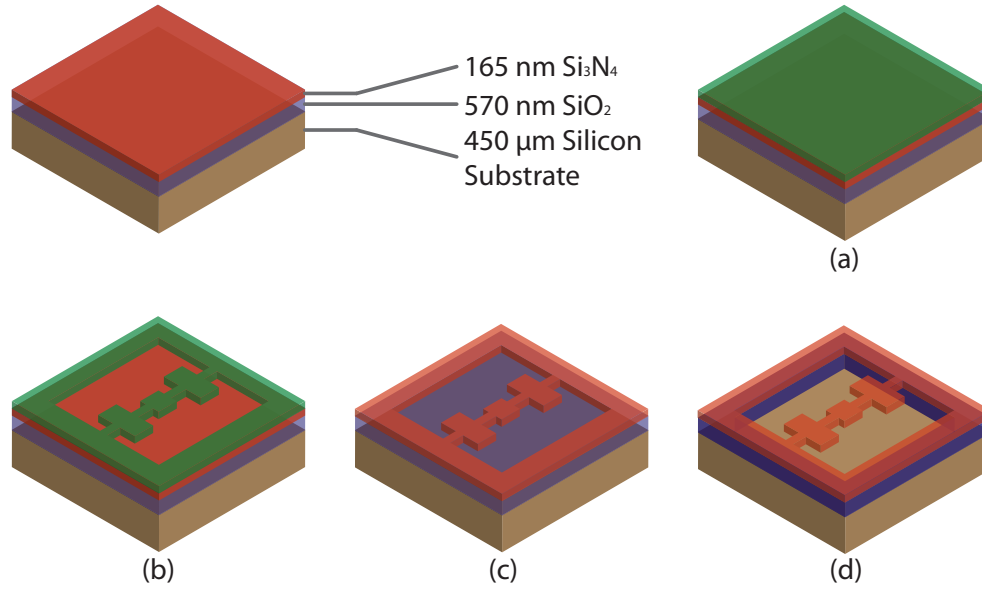 165 nm Si₃N₄
570 nm SiO₂
450 µm Silicon
Substrate
(a)
(b)
(c)
(d)